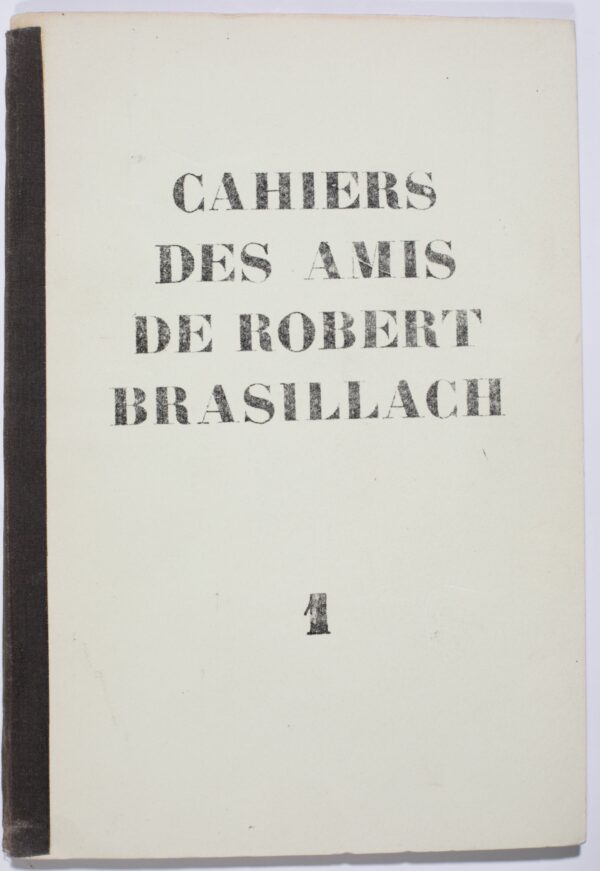 CAHIERS
DES AMIS
DE ROBERT
BRASILLACH
1